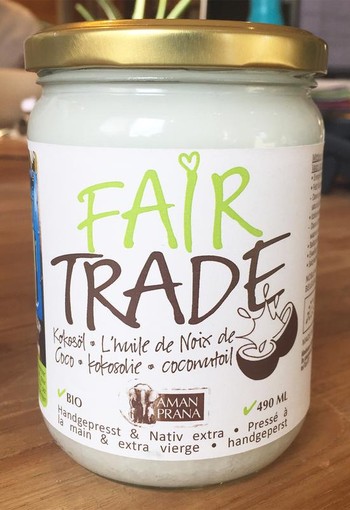 FAIR
TRADE
Kokosöl • L'huile de Noix de
Coco • kokosolie • coconutoil
✓BIO
AMAN
PRANA
✓490 ML
Handgepresst & Nativ extra • Pressé à
la main & extra vierge • handgeperst